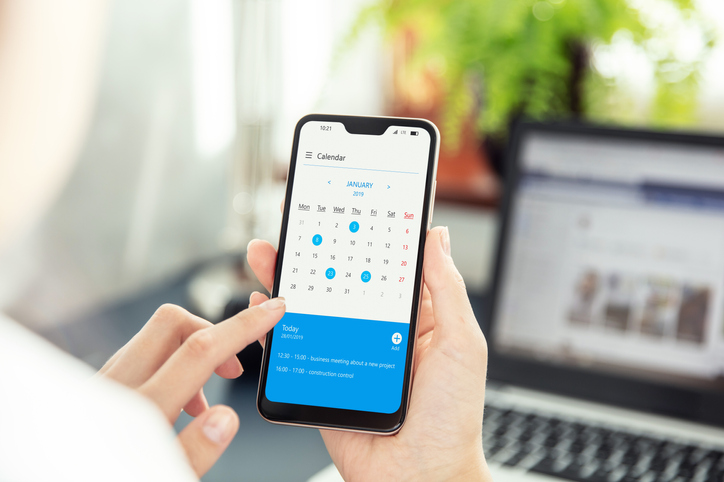 10:21 LTE
Calendar
< JANUARY >
2019
Mon Tue Wed Thu Fri Sat Sun
31 1 2 3 4 5 6
7 8 9 10 11 12 13
14 15 16 17 18 19 20
21 22 23 24 25 26 27
28 29 30 31 1 2 3
Today
26/01/2019
Add
12:30 - 15:00 - business meeting about a new project
16:00 - 17:00 - construction control